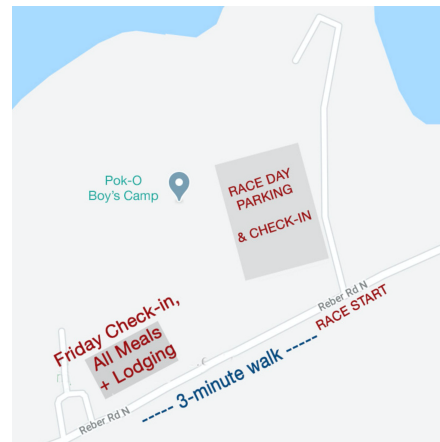 Pok-O
Boy's Camp
RACE DAY
PARKING
& CHECK-IN
Reber Rd N
RACE START
Friday Check-in,
All Meals
+ Lodging
----- 3-minute walk -----
Reber Rd N